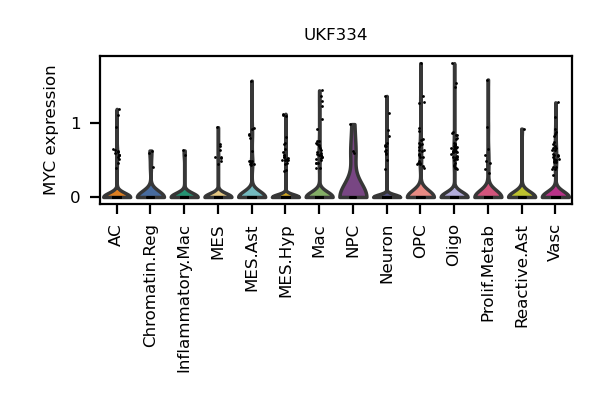 UKF334
MYC expression
1
0
AC
Chromatin.Reg
Inflammatory.Mac
MES
MES.Ast
MES.Hyp
Mac
NPC
Neuron
OPC
Oligo
Prolif.Metab
Reactive.Ast
Vasc